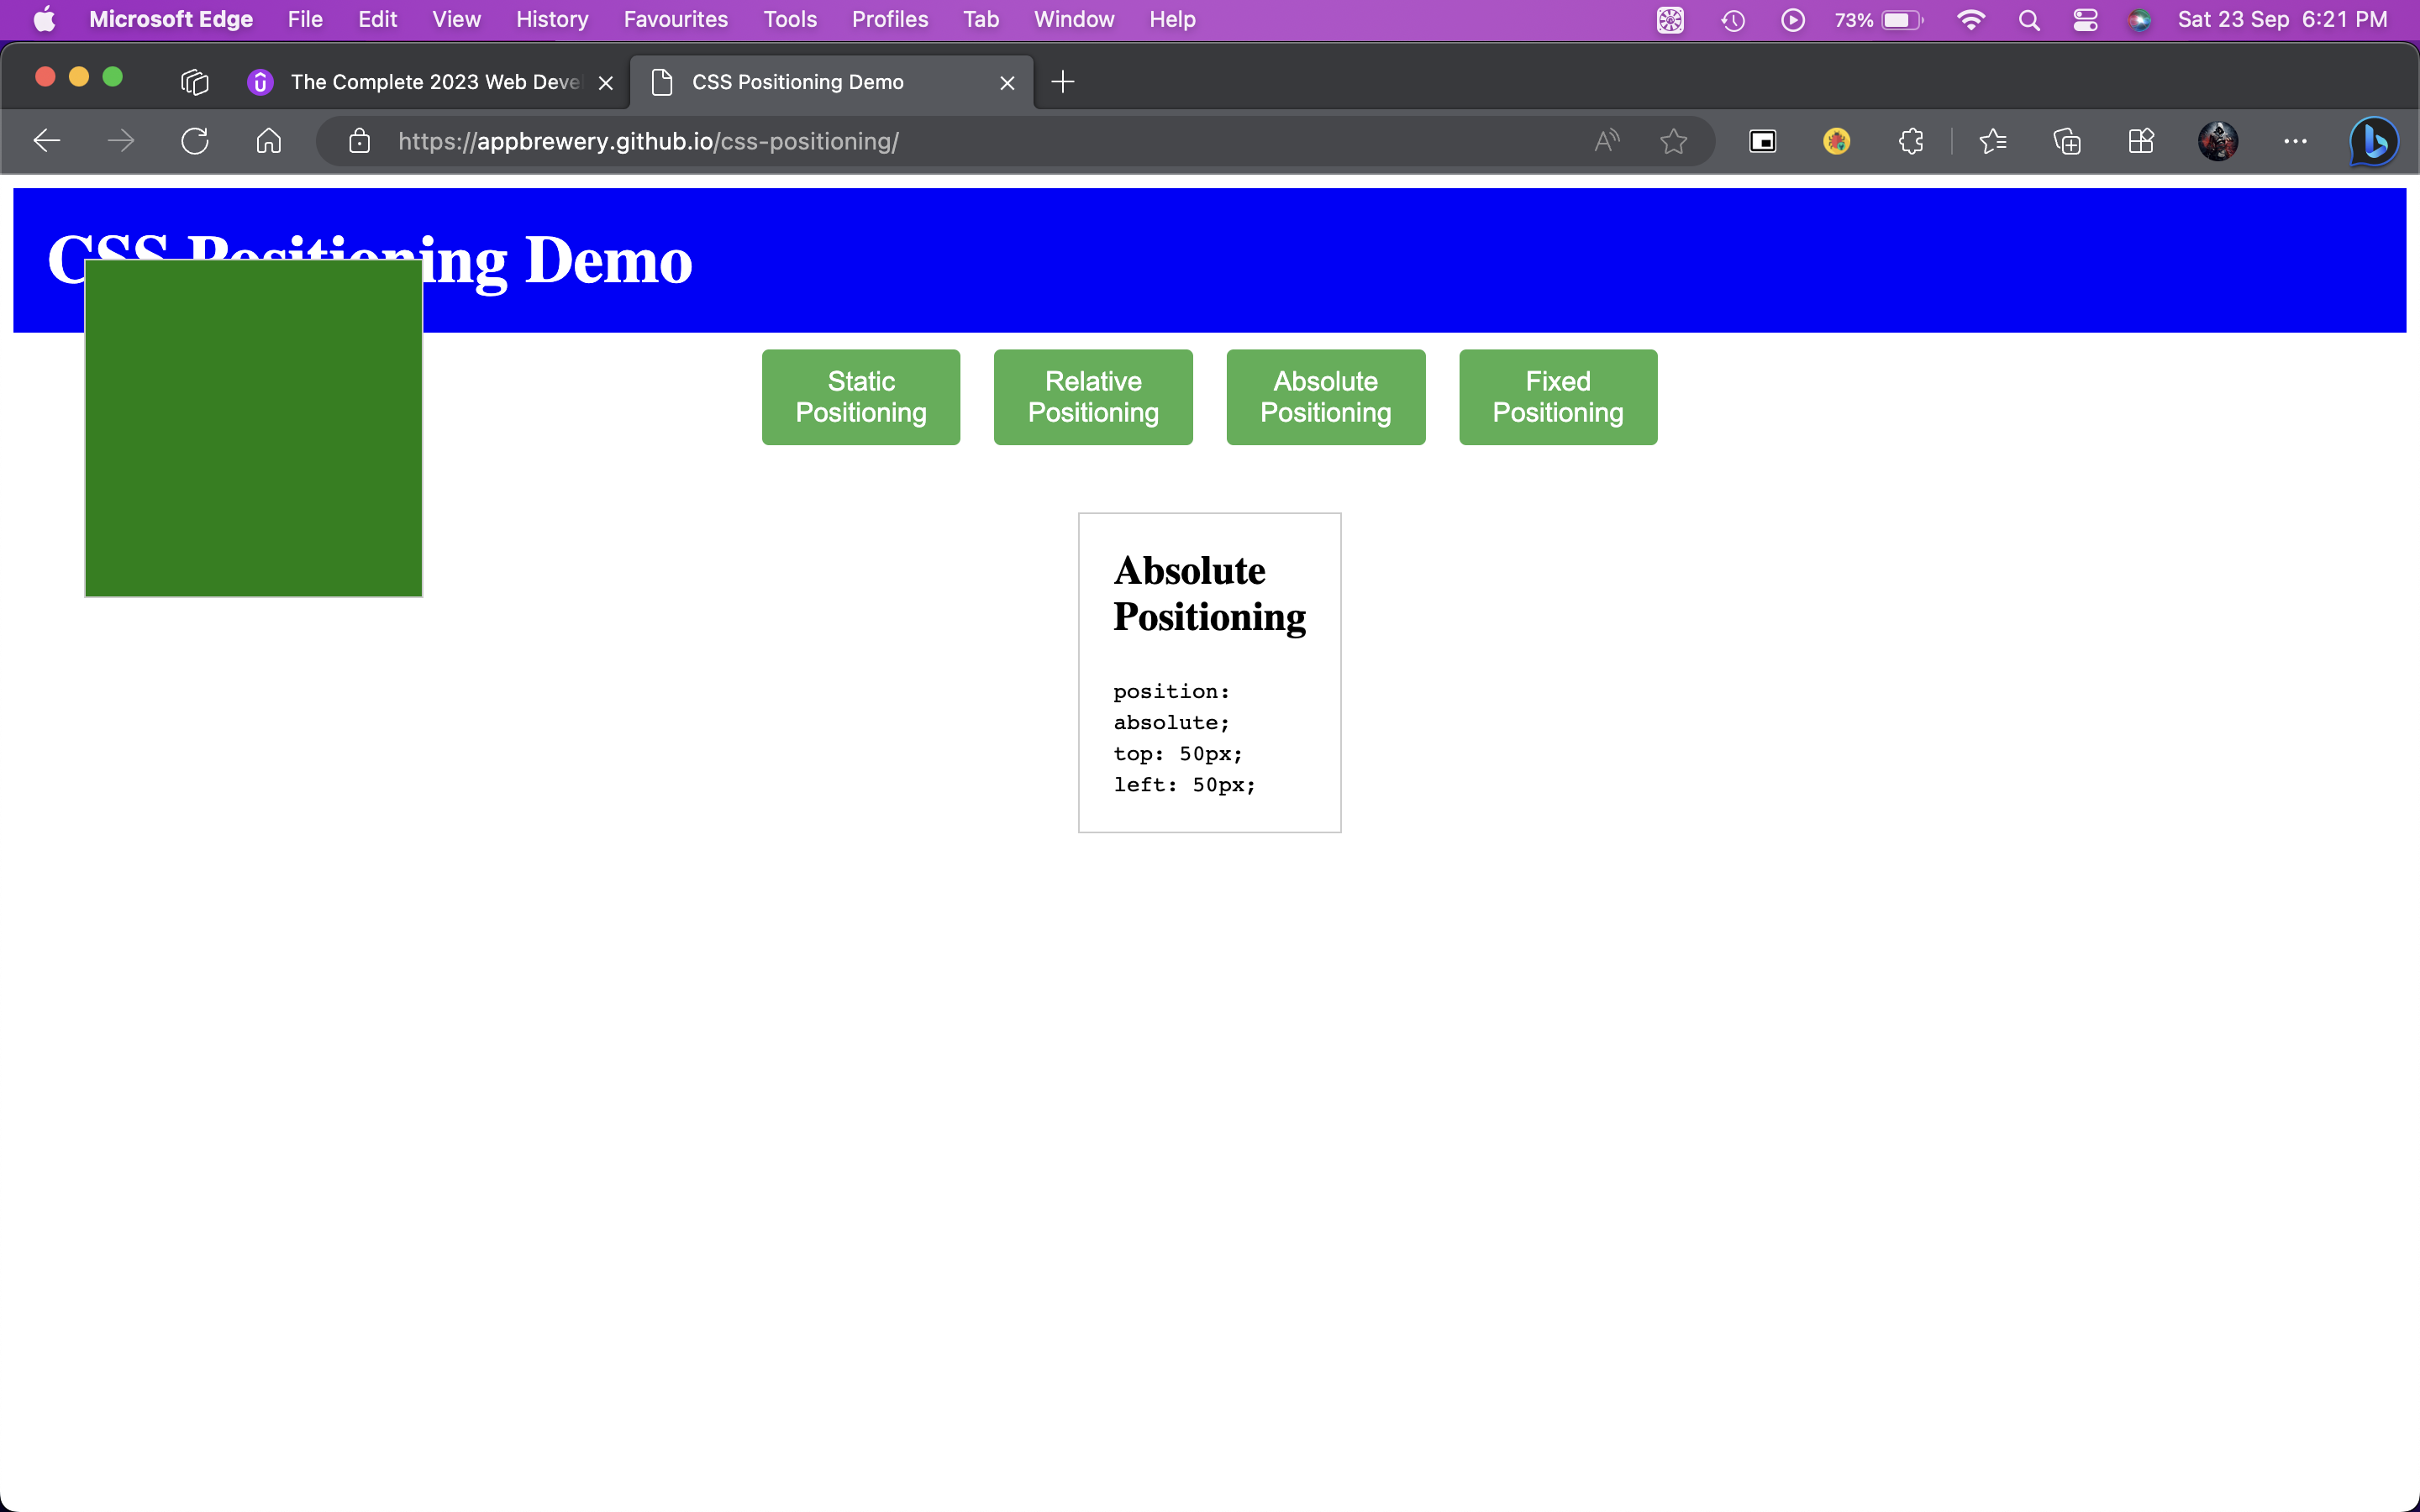 Microsoft Edge File Edit View History Favourites Tools Profiles Tab Window Help 73% Sat 23 Sep 6:21 PM
The Complete 2023 Web Deve CSS Positioning Demo
https://appbrewery.github.io/css-positioning/
CSS Positioning Demo
Static Positioning
Relative Positioning
Absolute Positioning
Fixed Positioning
Absolute
Positioning
position:
absolute;
top: 50px;
left: 50px;